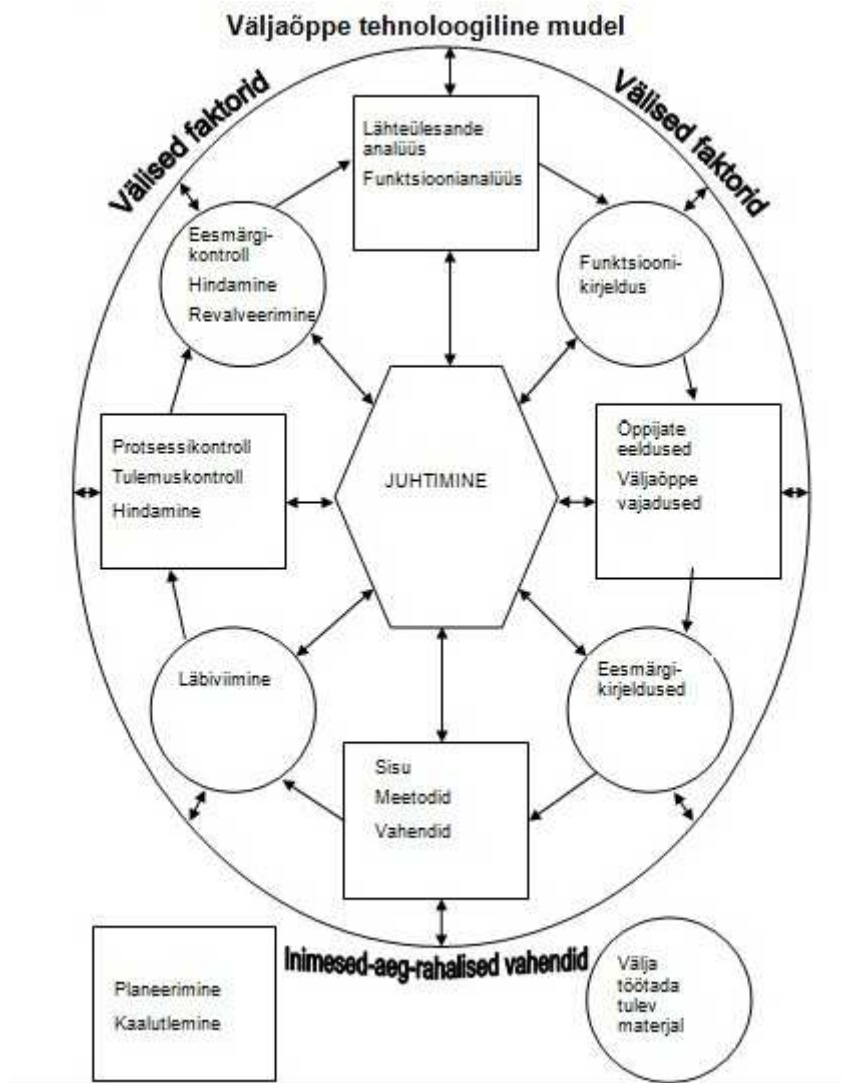 Väljaõppe tehnoloogiline mudel
Välised faktorid
Välised faktorid
Lähteülesande
analüüs
Funktsioonianalüüs
Eesmärgi-
kontroll
Hindamine
Revalveerimine
Funktsiooni-
kirjeldus
Protsessikontroll
Tulemuskontroll
Hindamine
JUHTIMINE
Õppijate
eeldused
Väljaõppe
vajadused
Läbiviimine
Eesmärgi-
kirjeldused
Sisu
Meetodid
Vahendid
Inimesed-aeg-rahalised vahendid
Planeerimine
Kaalutlemine
Välja
töötada
tulev
materjal